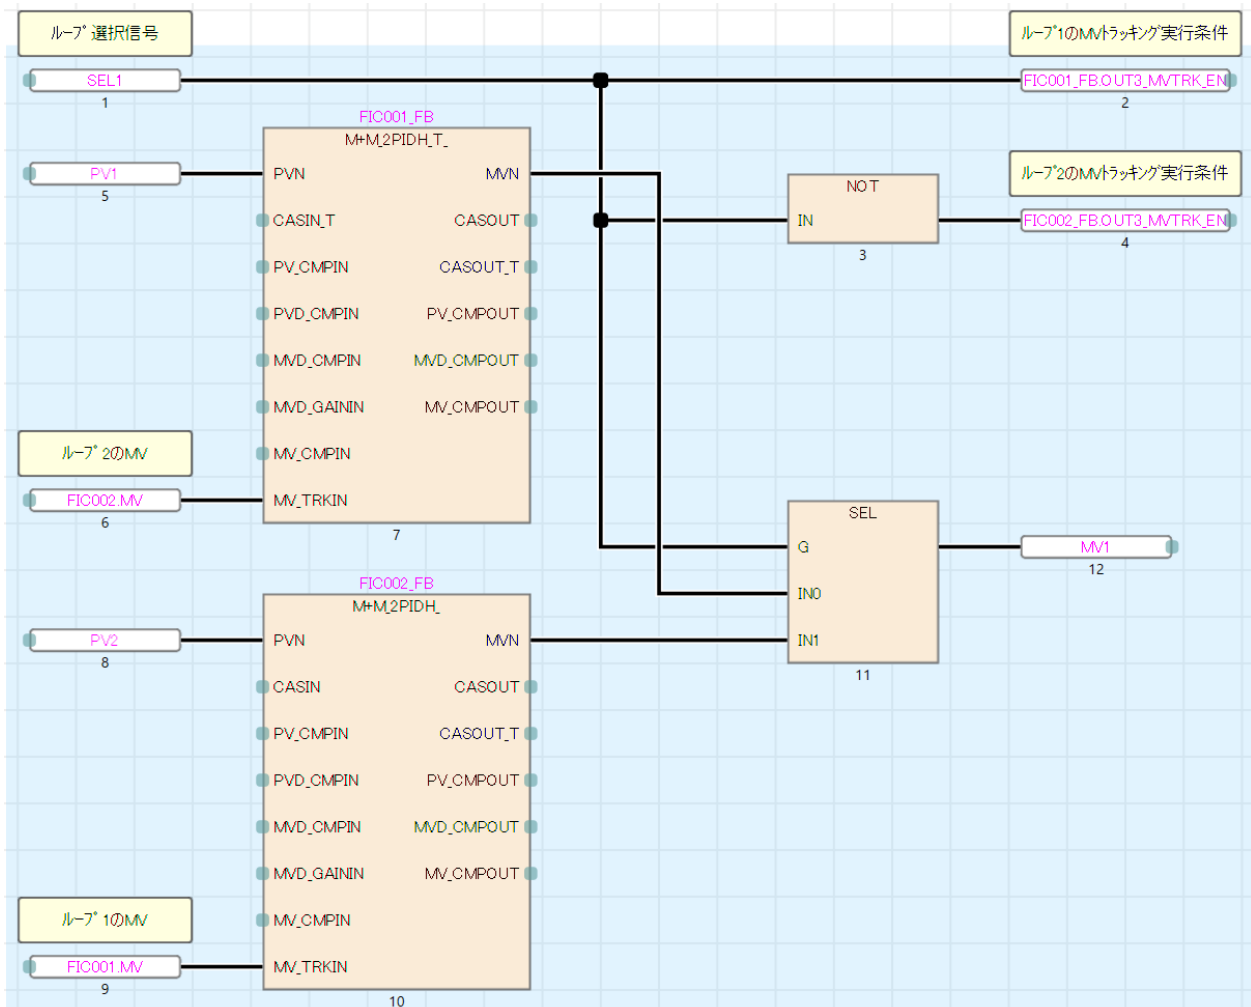 ループ選択信号
ループ1のMVトラッキング実行条件
SEL1
1
FIC001_FB.OUT3_MVTRK_EN
2
FIC001_FB
M+M_2PIDH_T_
PV1
5
PVN
MVN
CASIN_T
CASOUT
PV_CMPIN
CASOUT_T
PVD_CMPIN
PV_CMPOUT
MVD_CMPIN
MVD_CMPOUT
MVD_GAININ
MV_CMPOUT
MV_CMPIN
ループ2のMV
FIC002.MV
6
MV_TRKIN
7
NOT
IN
3
ループ2のMVトラッキング実行条件
FIC002_FB.OUT3_MVTRK_EN
4
FIC002_FB
M+M_2PIDH_
PV2
8
PVN
MVN
CASIN
CASOUT
PV_CMPIN
CASOUT_T
PVD_CMPIN
PV_CMPOUT
MVD_CMPIN
MVD_CMPOUT
MVD_GAININ
MV_CMPOUT
MV_CMPIN
ループ1のMV
FIC001.MV
9
MV_TRKIN
10
SEL
G
IN0
IN1
11
MV1
12